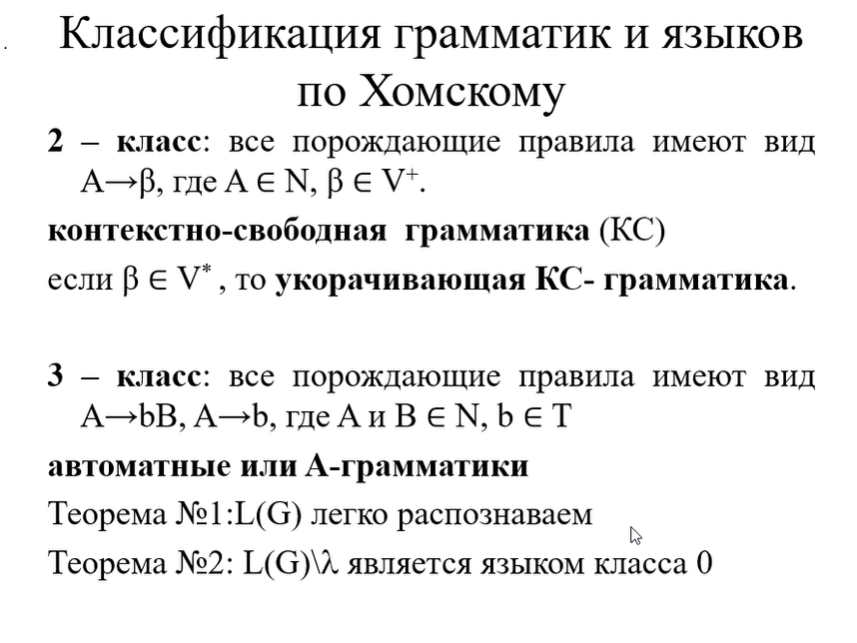 Классификация грамматик и языков
по Хомскому
2 – класс: все порождающие правила имеют вид
A→β, где A ∈ N, β ∈ V⁺.
контекстно-свободная грамматика (КС)
если β ∈ V* , то укорачивающая КС- грамматика.
3 – класс: все порождающие правила имеют вид
A→bB, A→b, где A и B ∈ N, b ∈ T
автоматные или А-грамматики
Теорема №1:L(G) легко распознаваем
Теорема №2: L(G)\λ является языком класса 0